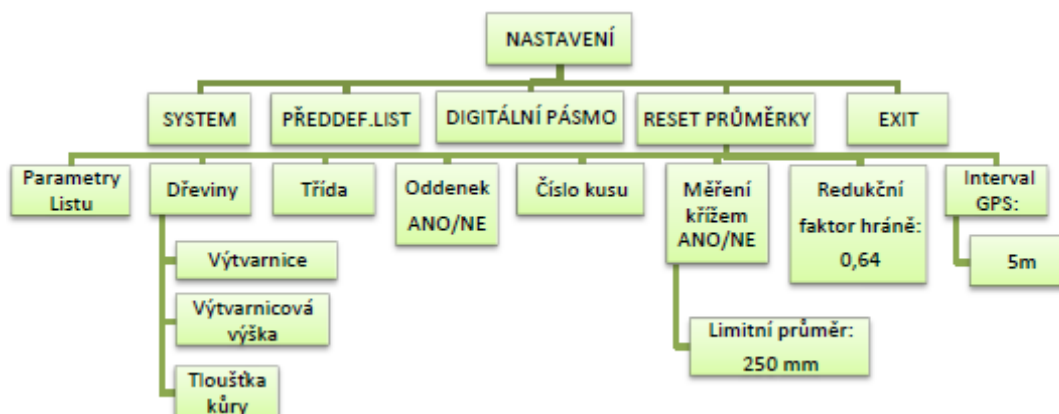 NASTAVENÍ
SYSTEM
PŘEDDEF.LIST
DIGITÁLNÍ PÁSMO
RESET PRŮMĚRKY
EXIT
Parametry
Listu
Dřeviny
Třída
Oddenek
ANO/NE
Číslo kusu
Měření
křížem
ANO/NE
Redukční
faktor hráně:
0,64
Interval
GPS:
Výtvarnice
5m
Výtvarnicová
výška
Limitní průměr:
250 mm
Tloušťka
kůry